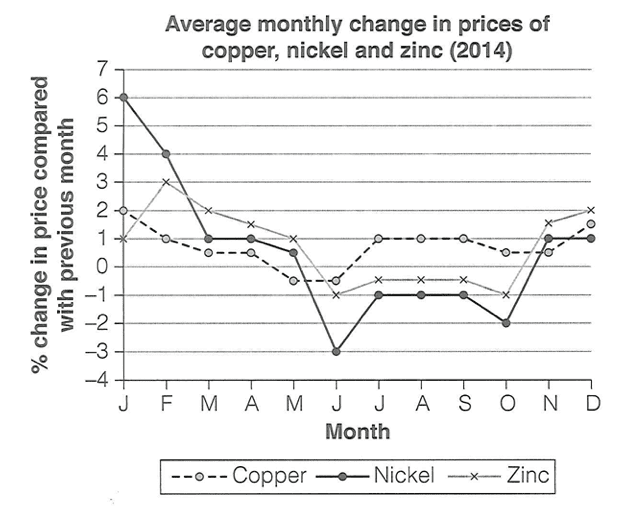 Average monthly change in prices of
copper, nickel and zinc (2014)
% change in price compared
with previous month
7
6
5
4
3
2
1
0
−1
−2
−3
−4
J F M A M J J A S O N D
Month
Copper Nickel Zinc